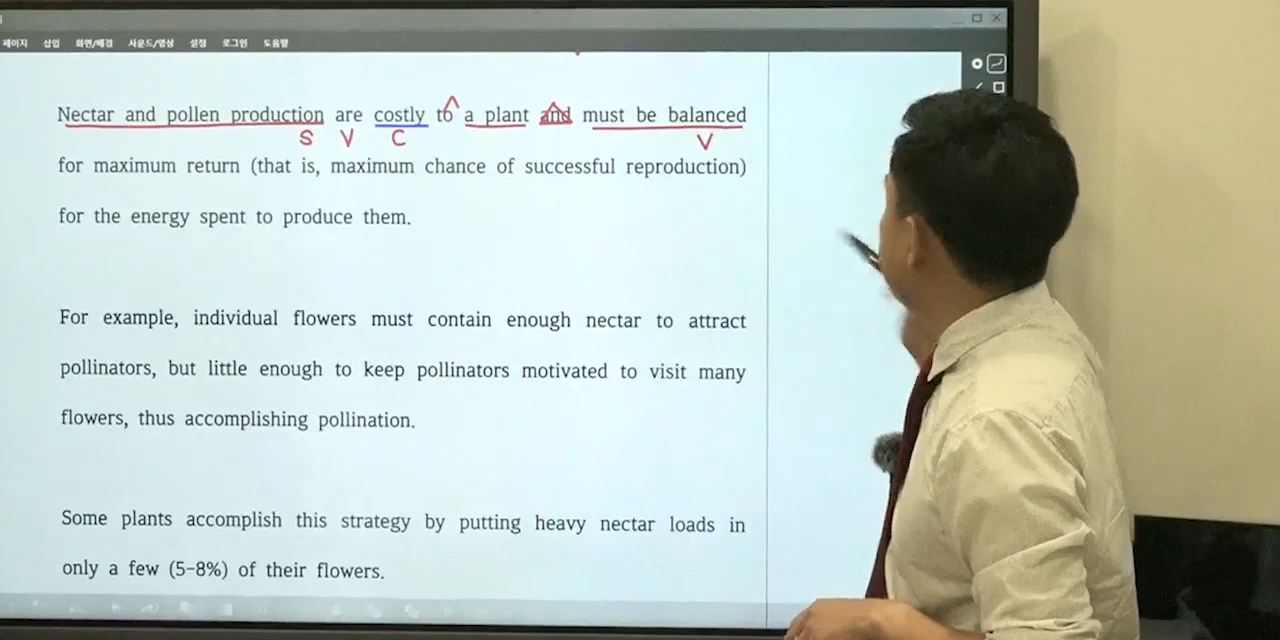 페이지 삽입 화면/배경 사운드/영상 설정 로그인 도움말
Nectar and pollen production are costly to a plant and must be balanced
S V C V
for maximum return (that is, maximum chance of successful reproduction)
for the energy spent to produce them.
For example, individual flowers must contain enough nectar to attract
pollinators, but little enough to keep pollinators motivated to visit many
flowers, thus accomplishing pollination.
Some plants accomplish this strategy by putting heavy nectar loads in
only a few (5-8%) of their flowers.